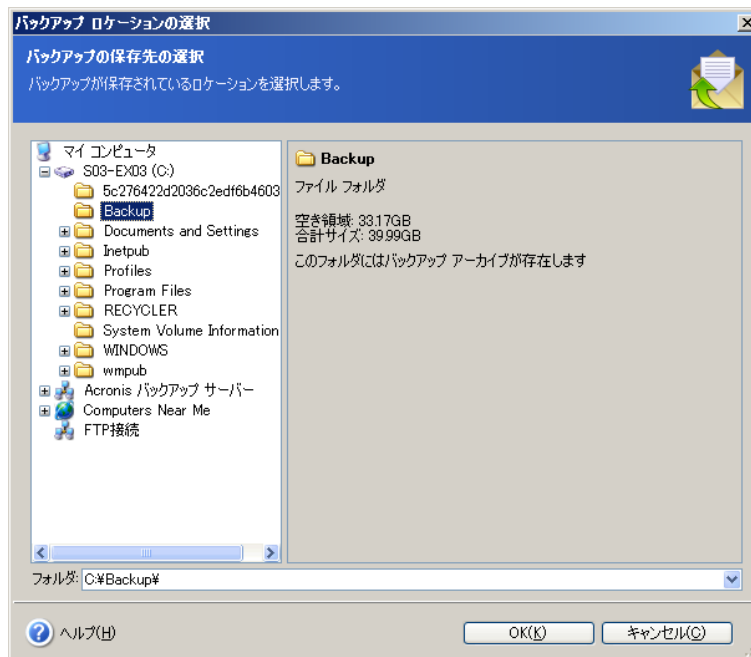 バックアップ ロケーションの選択
バックアップの保存先の選択
バックアップが保存されているロケーションを選択します。
マイ コンピュータ
S03-EX03 (C:)
5c276422d2036c2edf6b4603
Backup
Documents and Settings
Inetpub
Profiles
Program Files
RECYCLER
System Volume Information
WINDOWS
wmpub
Acronis バックアップ サーバー
Computers Near Me
FTP接続
Backup
ファイル フォルダ
空き領域: 33.17GB
合計サイズ: 39.99GB
このフォルダにはバックアップ アーカイブが存在します
フォルダ: C:¥Backup¥
ヘルプ(H)
OK(K)
キャンセル(C)